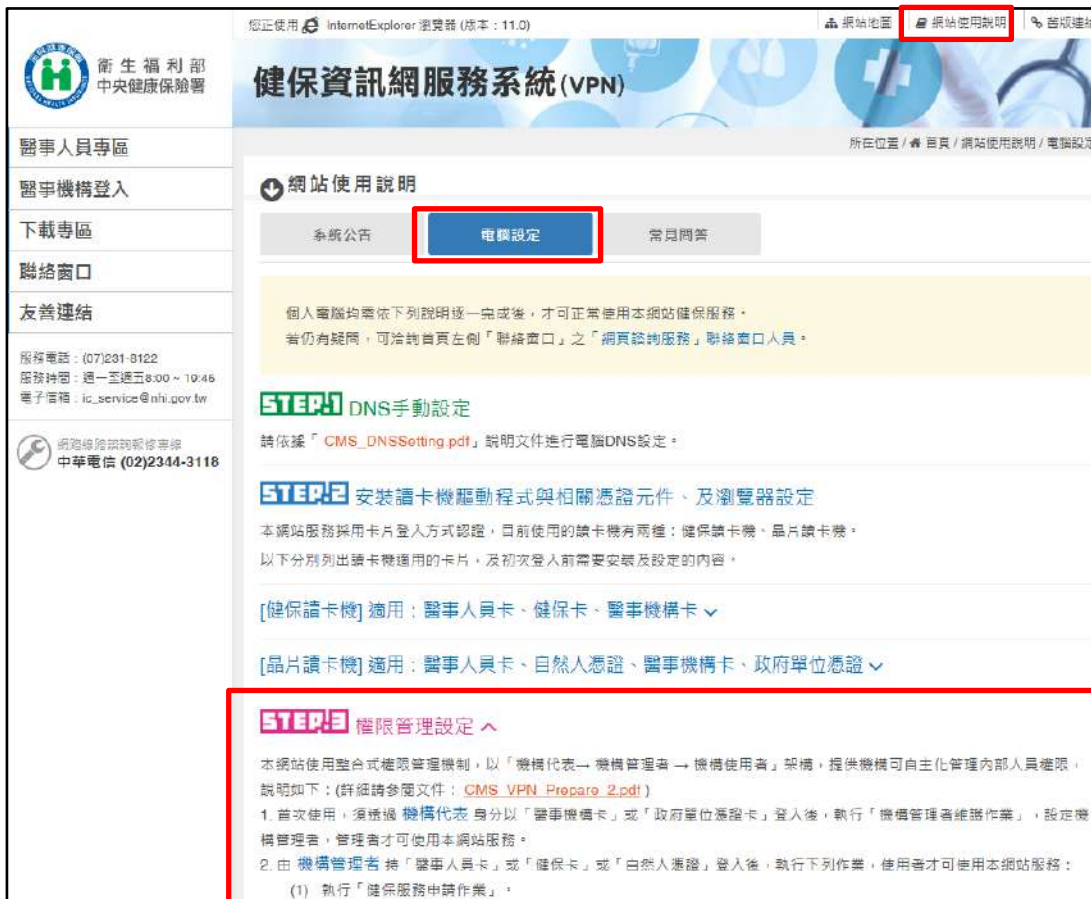 您正使用 InternetExplorer 瀏覽器 (版本：11.0)
網站地圖
網站使用說明
舊版連結
衛生福利部
中央健康保險署
健保資訊網服務系統(VPN)
所在位置 / 首頁 / 網站使用說明 / 電腦設定
醫事人員專區
醫事機構登入
下載專區
聯絡窗口
友善連結
服務電話：(07)231-8122
服務時間：週一至週五8:00 ~
電子信箱：ic_service@nhi.gov.tw
網路線路諮詢報修專線
中華電信 (02)2344-3118
網站使用說明
系統公告
電腦設定
常見問答
個人電腦均需依下列說明逐一完成後，才可正常使用本網站健保服務。
若仍有疑問，可洽詢首頁左側「聯絡窗口」之「網頁諮詢服務」聯絡窗口人員。
STEP.1 DNS手動設定
請依據「 CMS_DNSSetting.pdf」說明文件進行電腦DNS設定。
STEP.2 安裝讀卡機驅動程式與相關憑證元件、及瀏覽器設定
本網站服務採用卡片登入方式認證，目前使用的讀卡機有兩種：健保讀卡機、晶片讀卡機。
以下分別列出讀卡機適用的卡片，及初次登入前需要安裝及設定的內容。
[健保讀卡機] 適用：醫事人員卡、健保卡、醫事機構卡
[晶片讀卡機] 適用：醫事人員卡、自然人憑證、醫事機構卡、政府單位憑證
STEP.3 權限管理設定
本網站使用整合式權限管理機制，以「機構代表→ 機構管理者 → 機構使用者」架構，提供機構可自主化管理內部人員權限，
說明如下：(詳細請參閱文件： CMS_VPN_Prepare_2.pdf )
1. 首次使用，須透過 機構代表 身分以「醫事機構卡」或「政府單位憑證卡」登入後，執行「機構管理者維護作業」，設定機
構管理者，管理者才可使用本網站服務。
2. 由 機構管理者 持「醫事人員卡」或「健保卡」或「自然人憑證」登入後，執行下列作業，使用者才可使用本網站服務：
(1) 執行「健保服務申請作業」。